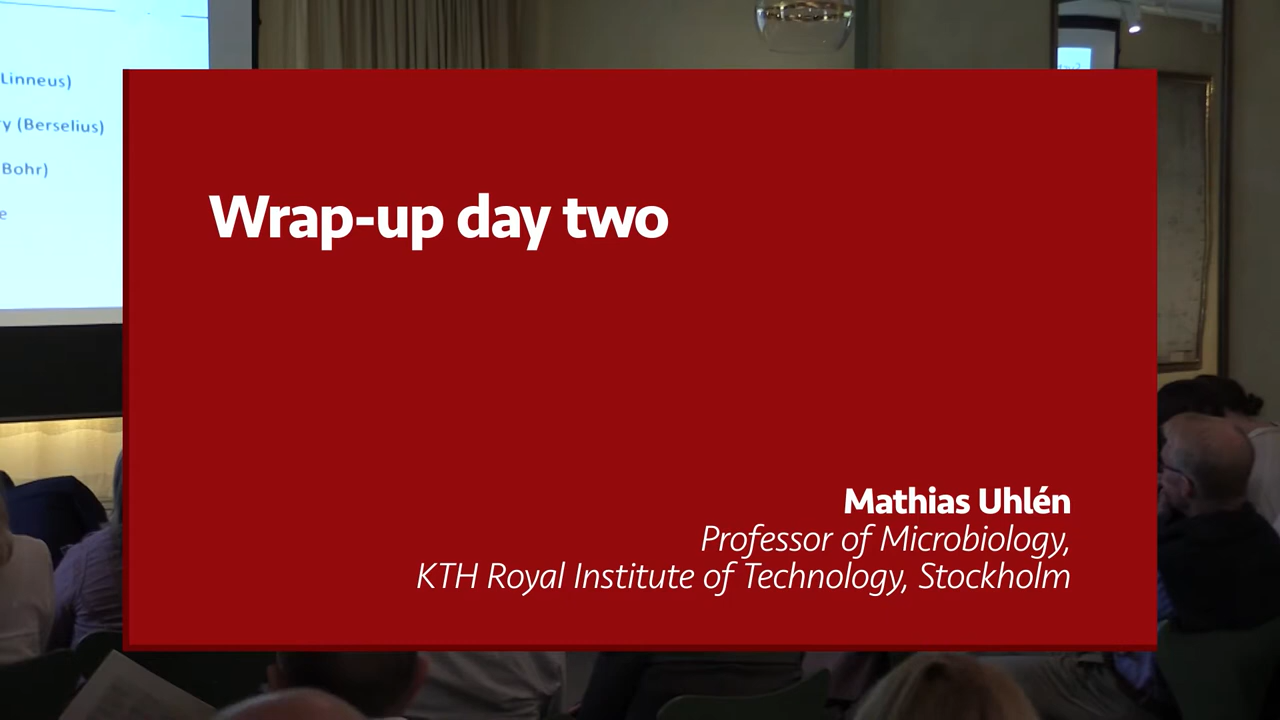 Linneus)
y (Berselius)
Bohr)
e
Wrap-up day two
Mathias Uhlén
Professor of Microbiology,
KTH Royal Institute of Technology, Stockholm